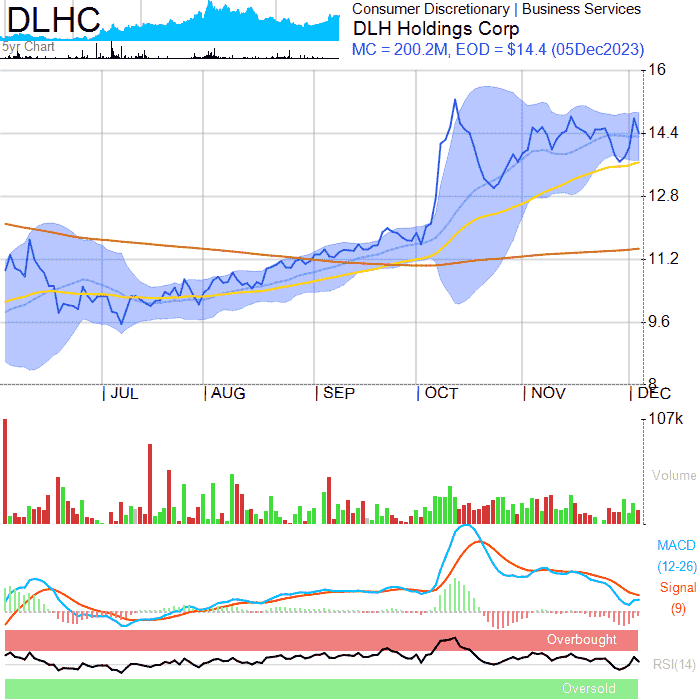 DLHC
5yr Chart
Consumer Discretionary | Business Services
DLH Holdings Corp
MC = 200.2M, EOD = $14.4 (05Dec2023)
16
14.4
12.8
11.2
9.6
8
JUL AUG SEP OCT NOV DEC
107k
Volume
MACD
(12-26)
Signal
(9)
Overbought
RSI(14)
Oversold